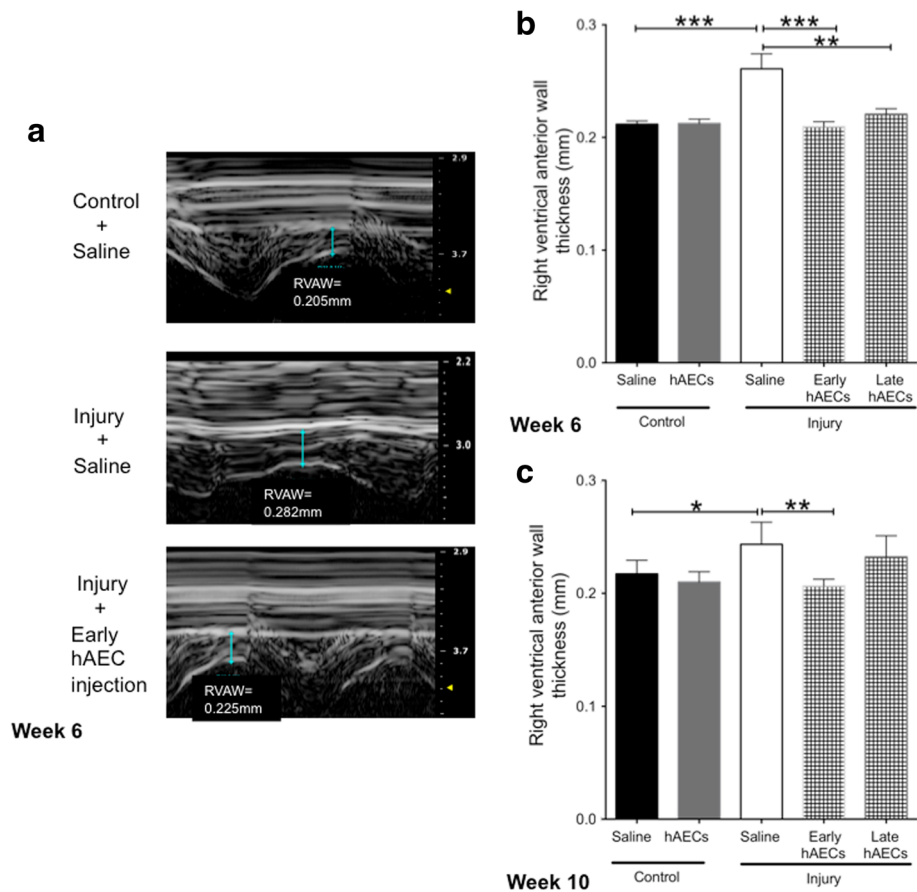 a
Control
+
Saline
2.9
3.7
RVAW=
0.205mm
Injury
+
Saline
2.2
3.0
RVAW=
0.282mm
Injury
+
Early
hAEC
injection
2.9
3.7
RVAW=
0.225mm
Week 6
b
*** ***
**
Right ventrical anterior wall
thickness (mm)
0.3
0.2
0.1
0.0
Saline hAECs Saline Early hAECs Late hAECs
Control Injury
Week 6
c
* **
Right ventrical anterior wall
thickness (mm)
0.3
0.2
0.1
0.0
Saline hAECs Saline Early hAECs Late hAECs
Control Injury
Week 10